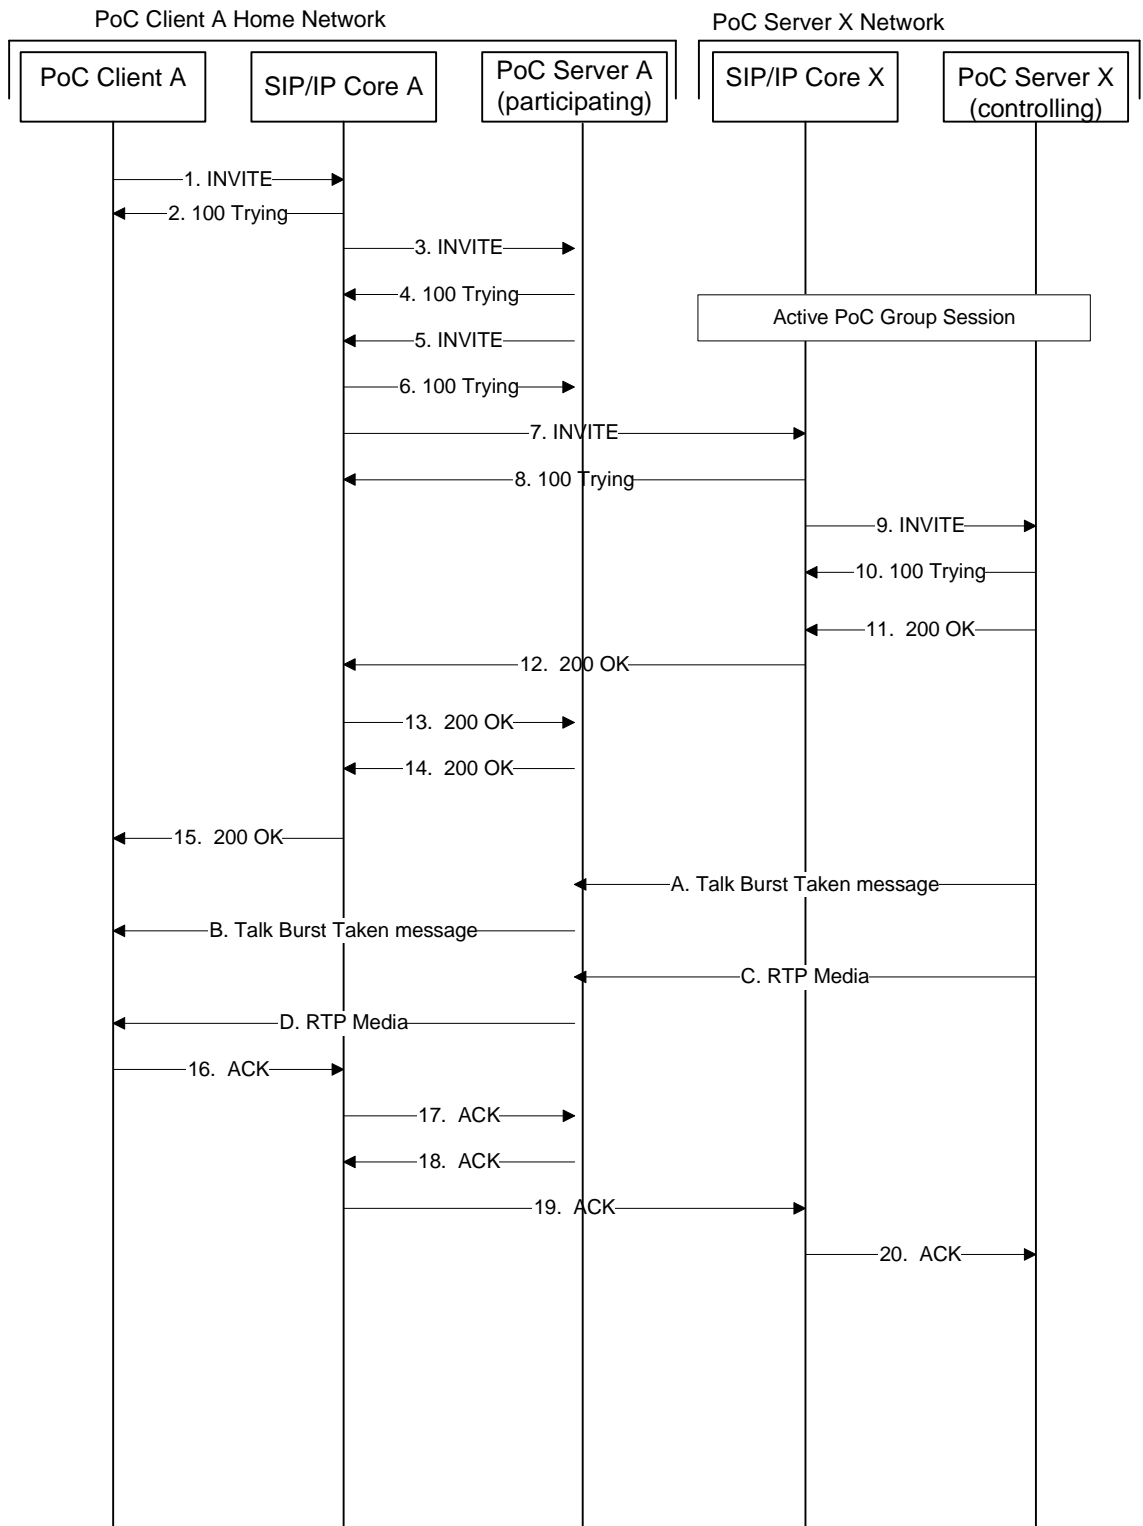 PoC Client A Home Network
PoC Server X Network
PoC Client A
SIP/IP Core A
PoC Server A
(participating)
SIP/IP Core X
PoC Server X
(controlling)
1. INVITE
2. 100 Trying
3. INVITE
4. 100 Trying
Active PoC Group Session
5. INVITE
6. 100 Trying
7. INVITE
8. 100 Trying
9. INVITE
10. 100 Trying
11.  200 OK
12.  200 OK
13.  200 OK
14.  200 OK
15.  200 OK
A. Talk Burst Taken message
B. Talk Burst Taken message
C. RTP Media
D. RTP Media
16.  ACK
17.  ACK
18.  ACK
19.  ACK
20.  ACK